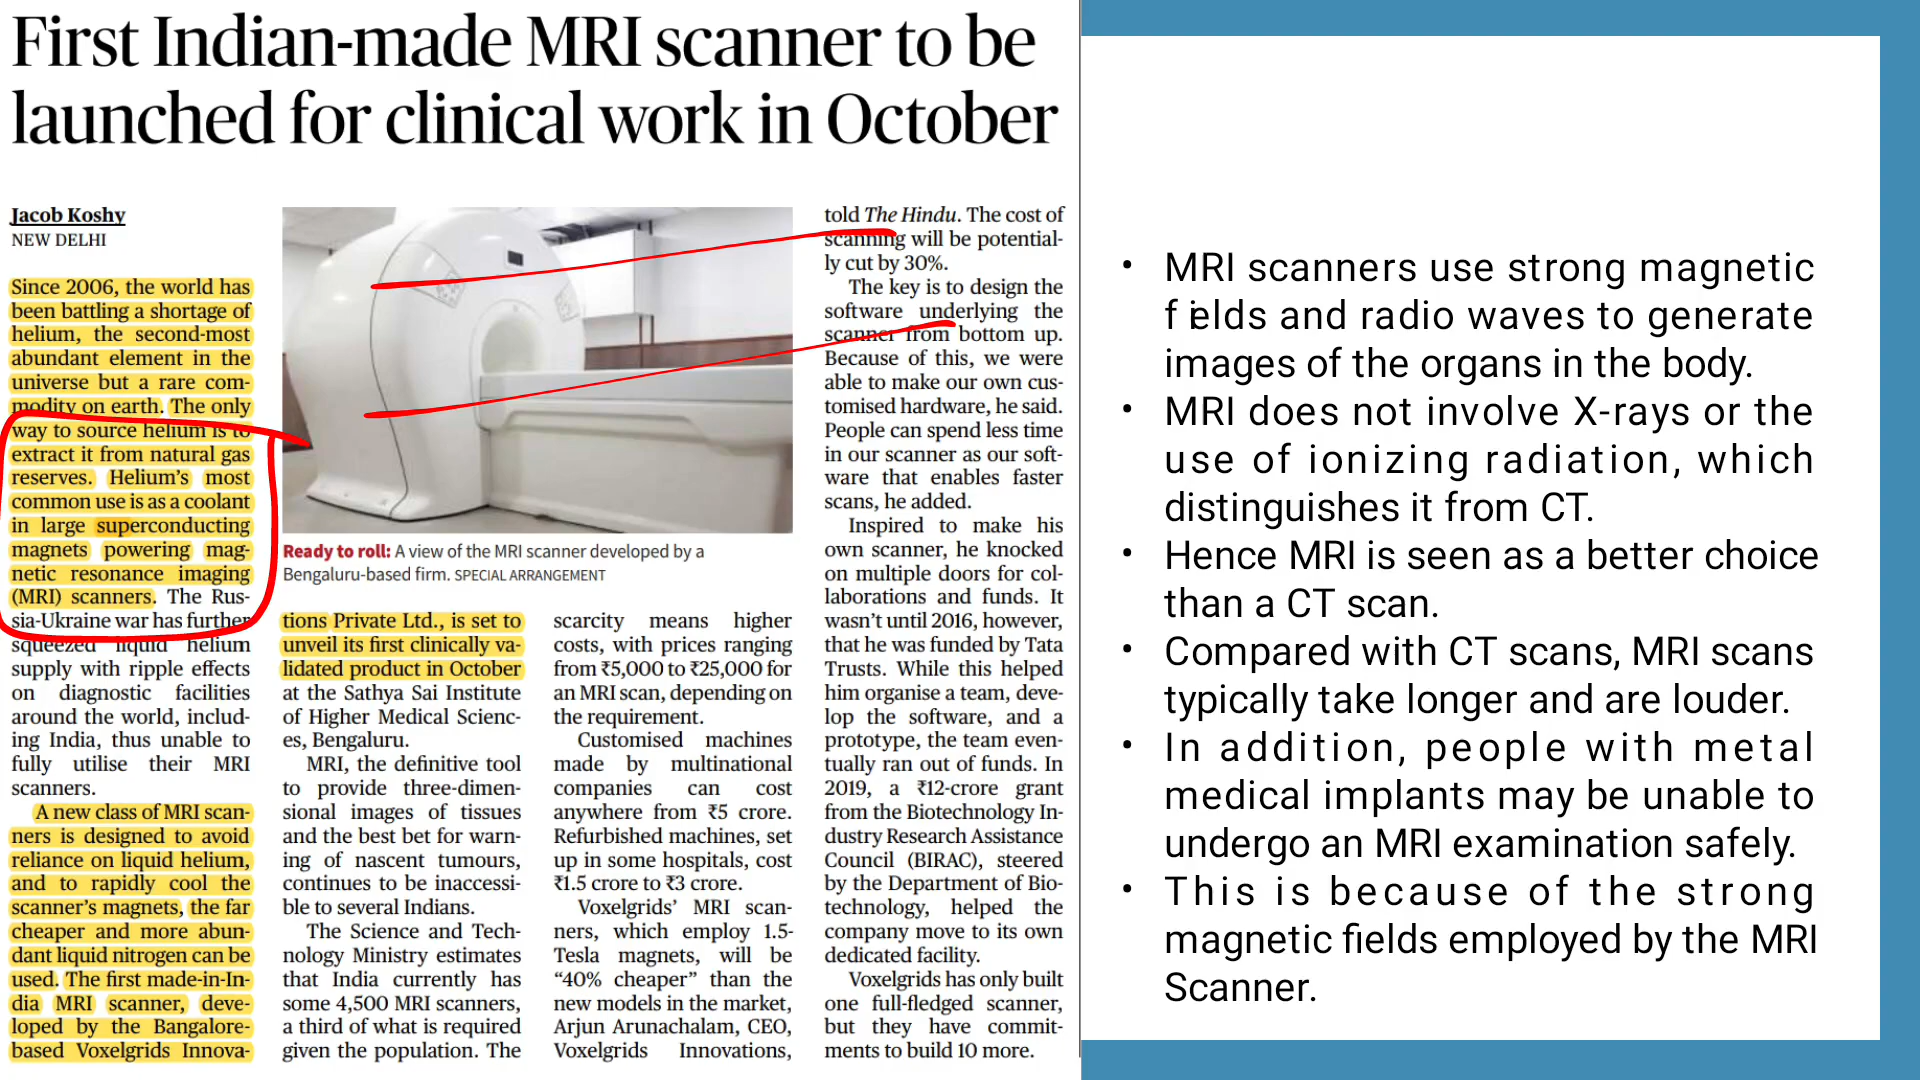 First Indian-made MRI scanner to be
launched for clinical work in October
Jacob Koshy
NEW DELHI
Since 2006, the world has
been battling a shortage of
helium, the second-most
abundant element in the
universe but a rare com-
modity on earth. The only
way to source helium is to
extract it from natural gas
reserves. Helium's most
common use is as a coolant
in large superconducting
magnets powering mag-
netic resonance imaging
(MRI) scanners. The Rus-
sia-Ukraine war has further
squeezed liquid helium
supply with ripple effects
on diagnostic facilities
around the world, includ-
ing India, thus unable to
fully utilise their MRI
scanners.
A new class of MRI scan-
ners is designed to avoid
reliance on liquid helium,
and to rapidly cool the
scanner's magnets, the far
cheaper and more abun-
dant liquid nitrogen can be
used. The first made-in-In-
dia MRI scanner, deve-
loped by the Bangalore-
based Voxelgrids Innova-
Ready to roll: A view of the MRI scanner developed by a
Bengaluru-based firm. SPECIAL ARRANGEMENT
tions Private Ltd., is set to
unveil its first clinically va-
lidated product in October
at the Sathya Sai Institute
of Higher Medical Scienc-
es, Bengaluru.
MRI, the definitive tool
to provide three-dimen-
sional images of tissues
and the best bet for warn-
ing of nascent tumours,
continues to be inaccessi-
ble to several Indians.
The Science and Tech-
nology Ministry estimates
that India currently has
some 4,500 MRI scanners,
a third of what is required
given the population. The
scarcity means higher
costs, with prices ranging
from ₹5,000 to ₹25,000 for
an MRI scan, depending on
the requirement.
Customised machines
made by multinational
companies can cost
anywhere from ₹5 crore.
Refurbished machines, set
up in some hospitals, cost
₹1.5 crore to ₹3 crore.
Voxelgrids' MRI scan-
ners, which employ 1.5-
Tesla magnets, will be
"40% cheaper" than the
new models in the market,
Arjun Arunachalam, CEO,
Voxelgrids Innovations,
told The Hindu. The cost of
scanning will be potential-
ly cut by 30%.
The key is to design the
software underlying the
scanner from bottom up.
Because of this, we were
able to make our own cus-
tomised hardware, he said.
People can spend less time
in our scanner as our soft-
ware that enables faster
scans, he added.
Inspired to make his
own scanner, he knocked
on multiple doors for col-
laborations and funds. It
wasn't until 2016, however,
that he was funded by Tata
Trusts. While this helped
him organise a team, deve-
lop the software, and a
prototype, the team even-
tually ran out of funds. In
2019, a ₹12-crore grant
from the Biotechnology In-
dustry Research Assistance
Council (BIRAC), steered
by the Department of Bio-
technology, helped the
company move to its own
dedicated facility.
Voxelgrids has only built
one full-fledged scanner,
but they have commit-
ments to build 10 more.
• MRI scanners use strong magnetic
fields and radio waves to generate
images of the organs in the body.
• MRI does not involve X-rays or the
use of ionizing radiation, which
distinguishes it from CT.
• Hence MRI is seen as a better choice
than a CT scan.
• Compared with CT scans, MRI scans
typically take longer and are louder.
• In addition, people with metal
medical implants may be unable to
undergo an MRI examination safely.
• This is because of the strong
magnetic fields employed by the MRI
Scanner.